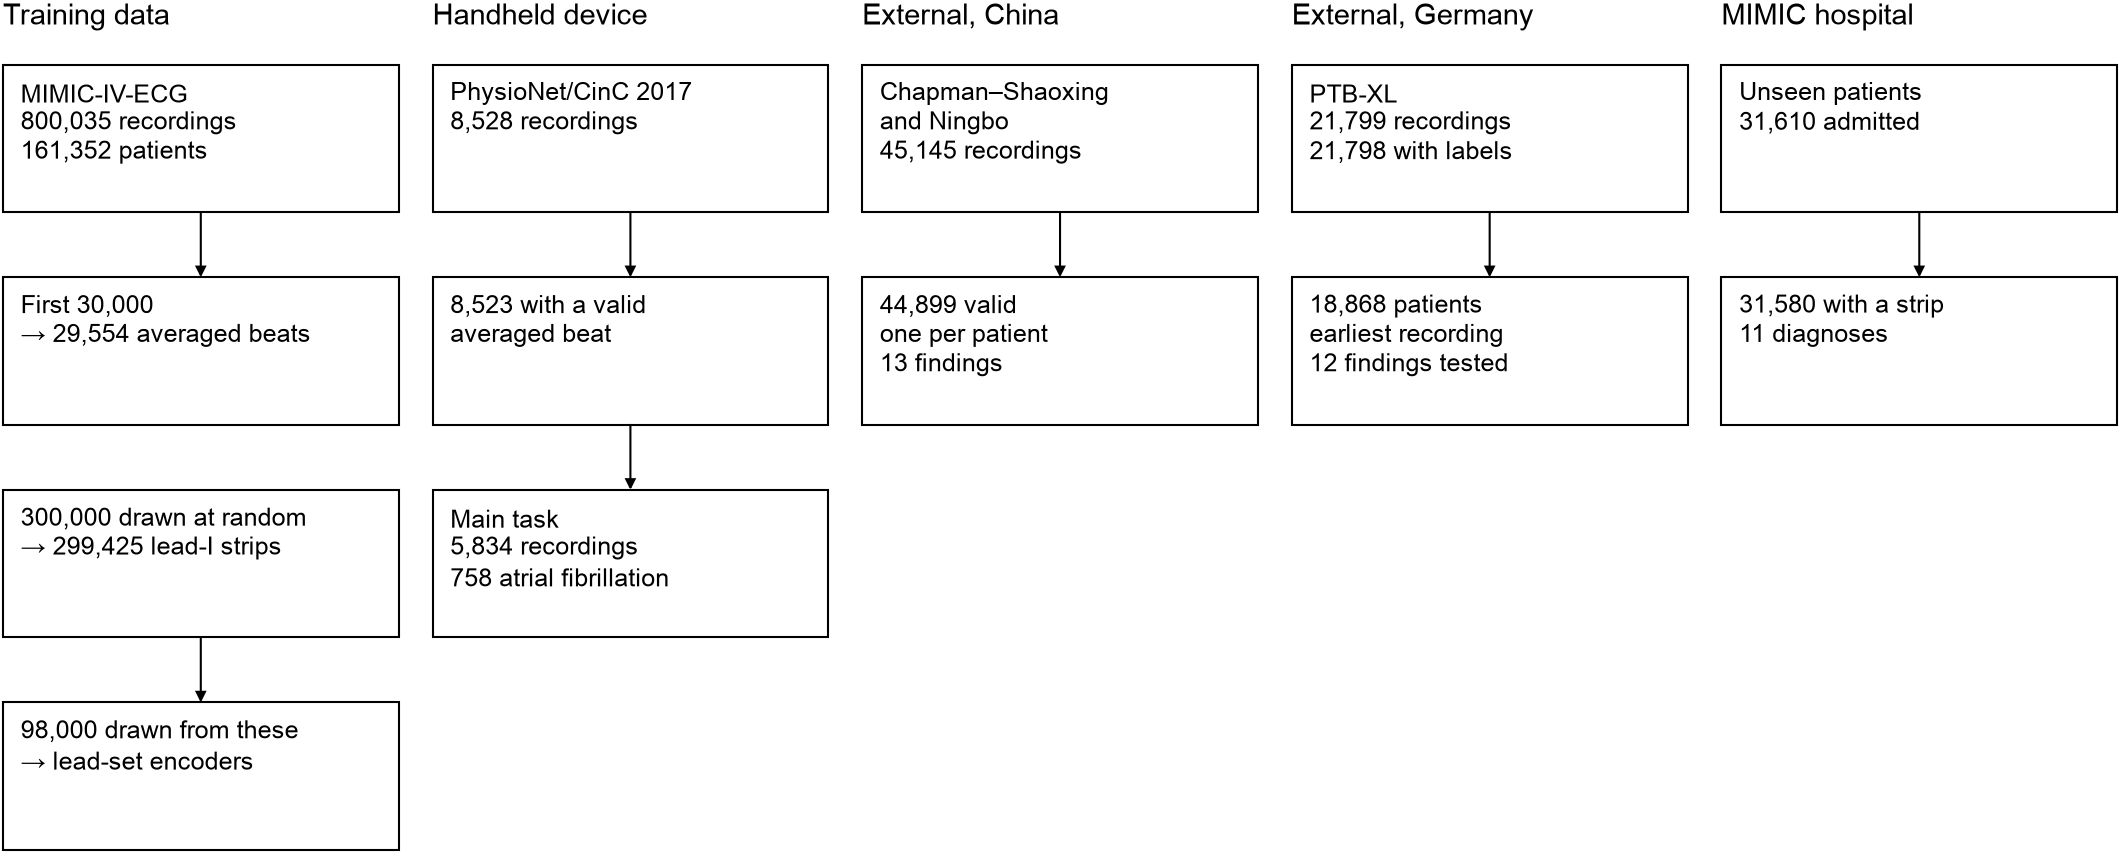 Training data
MIMIC-IV-ECG
800,035 recordings
161,352 patients
First 30,000
→ 29,554 averaged beats
300,000 drawn at random
→ 299,425 lead-I strips
98,000 drawn from these
→ lead-set encoders
Handheld device
PhysioNet/CinC 2017
8,528 recordings
8,523 with a valid
averaged beat
Main task
5,834 recordings
758 atrial fibrillation
External, China
Chapman–Shaoxing
and Ningbo
45,145 recordings
44,899 valid
one per patient
13 findings
External, Germany
PTB-XL
21,799 recordings
21,798 with labels
18,868 patients
earliest recording
12 findings tested
MIMIC hospital
Unseen patients
31,610 admitted
31,580 with a strip
11 diagnoses